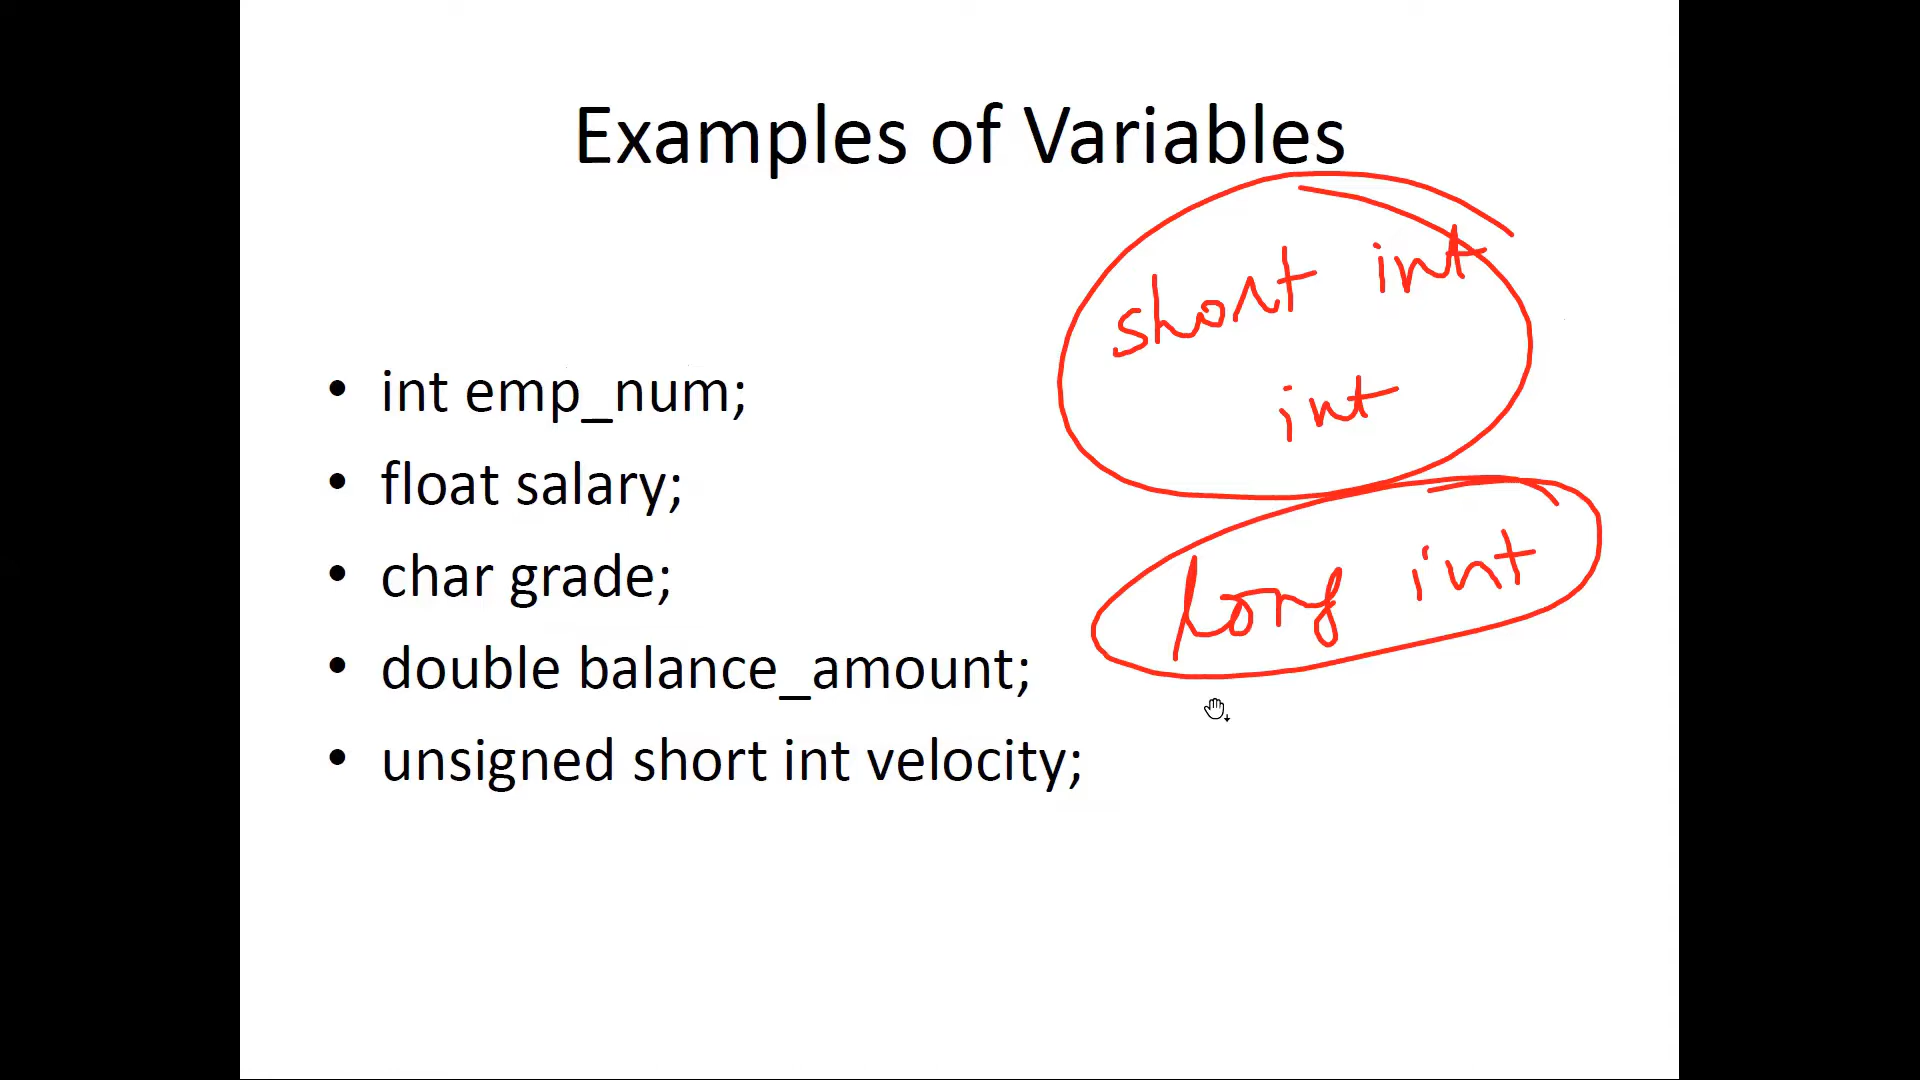 Examples of Variables
short int
int
long int
• int emp_num;
• float salary;
• char grade;
• double balance_amount;
• unsigned short int velocity;